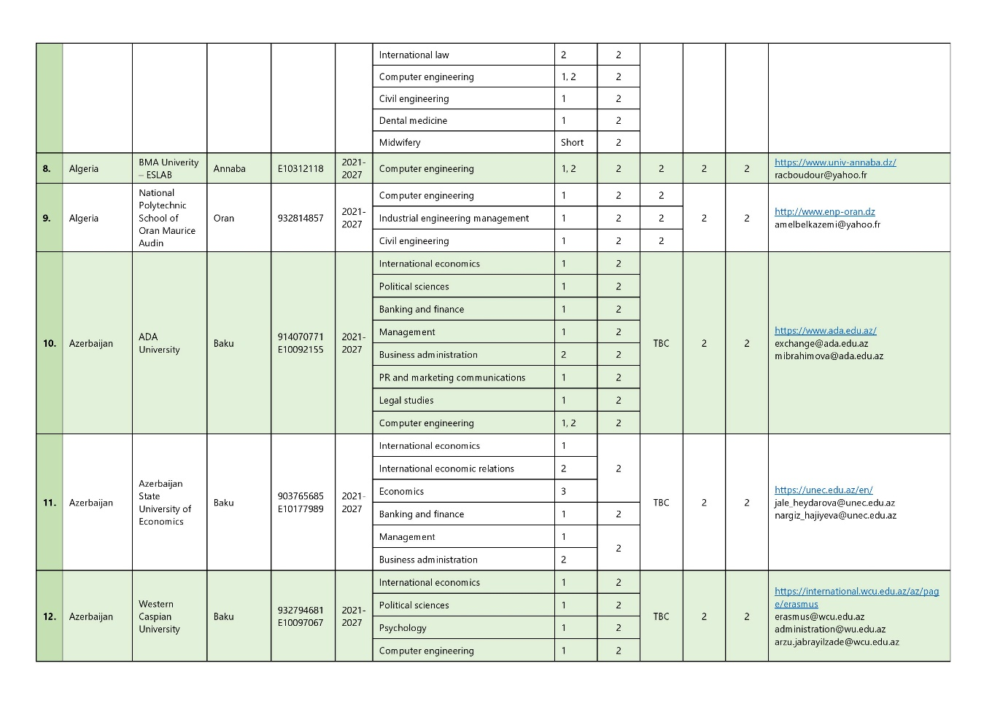 International law 2 2
Computer engineering 1, 2 2
Civil engineering 1 2
Dental medicine 1 2
Midwifery Short 2
8. Algeria BMA Univerity – ESLAB Annaba E10312118 2021-2027 Computer engineering 1, 2 2 2 2 2 https://www.univ-annaba.dz/
racboudour@yahoo.fr
9. Algeria National Polytechnic School of Oran Maurice Audin Oran 932814857 2021-2027
Computer engineering 1 2 2
Industrial engineering management 1 2 2
Civil engineering 1 2 2
2 2 http://www.enp-oran.dz
amelbelkazemi@yahoo.fr
10. Azerbaijan ADA University Baku 914070771 E10092155 2021-2027
International economics 1 2
Political sciences 1 2
Banking and finance 1 2
Management 1 2
Business administration 2 2
PR and marketing communications 1 2
Legal studies 1 2
Computer engineering 1, 2 2
TBC 2 2 https://www.ada.edu.az/
exchange@ada.edu.az
mibrahimova@ada.edu.az
11. Azerbaijan Azerbaijan State University of Economics Baku 903765685 E10177989 2021-2027
International economics 1
International economic relations 2 2
Economics 3
Banking and finance 1 2
Management 1
2
Business administration 2
TBC 2 2 https://unec.edu.az/en/
jale_heydarova@unec.edu.az
nargiz_hajiyeva@unec.edu.az
12. Azerbaijan Western Caspian University Baku 932794681 E10097067 2021-2027
International economics 1 2
Political sciences 1 2
Psychology 1 2
Computer engineering 1 2
TBC 2 2 https://international.wcu.edu.az/az/page/erasmus
erasmus@wcu.edu.az
administration@wu.edu.az
arzu.jabrayilzade@wcu.edu.az